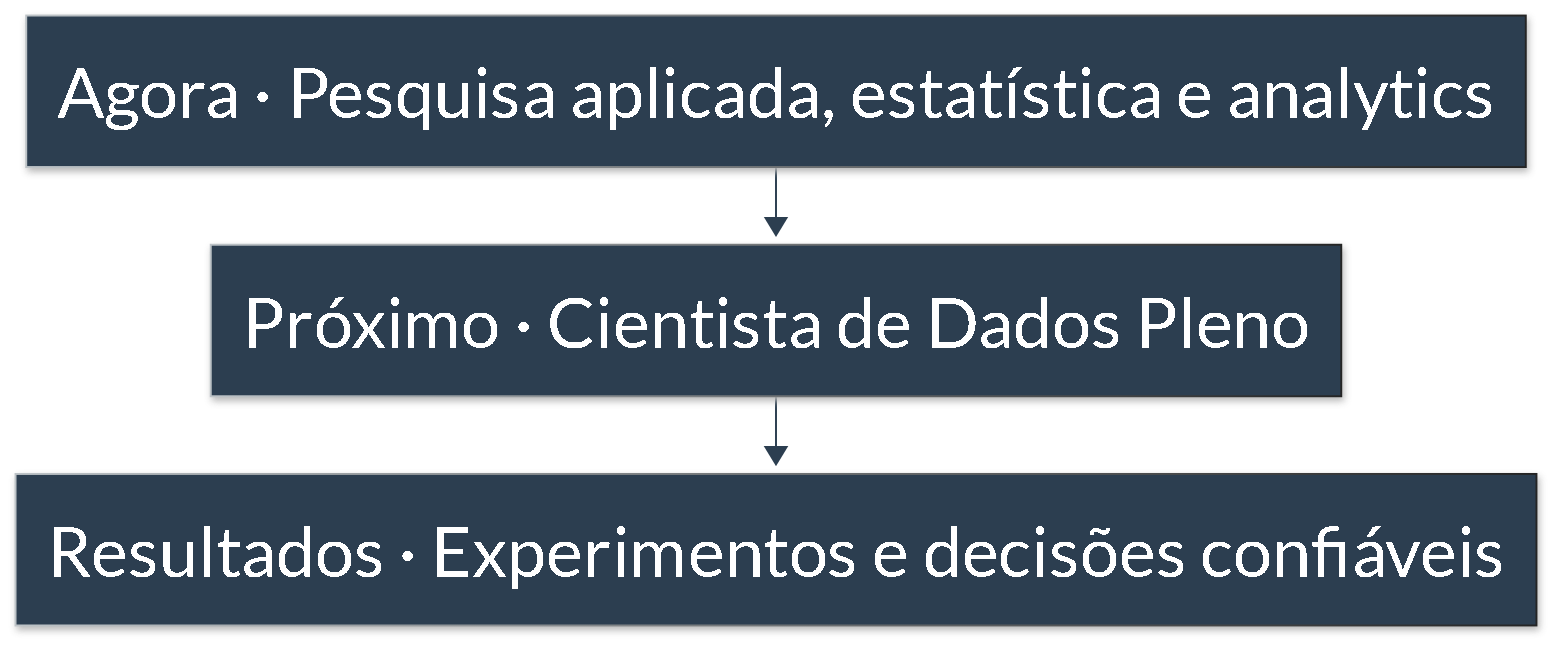 Agora · Pesquisa aplicada, estatística e analytics
Próximo · Cientista de Dados Pleno
Resultados · Experimentos e decisões confiáveis